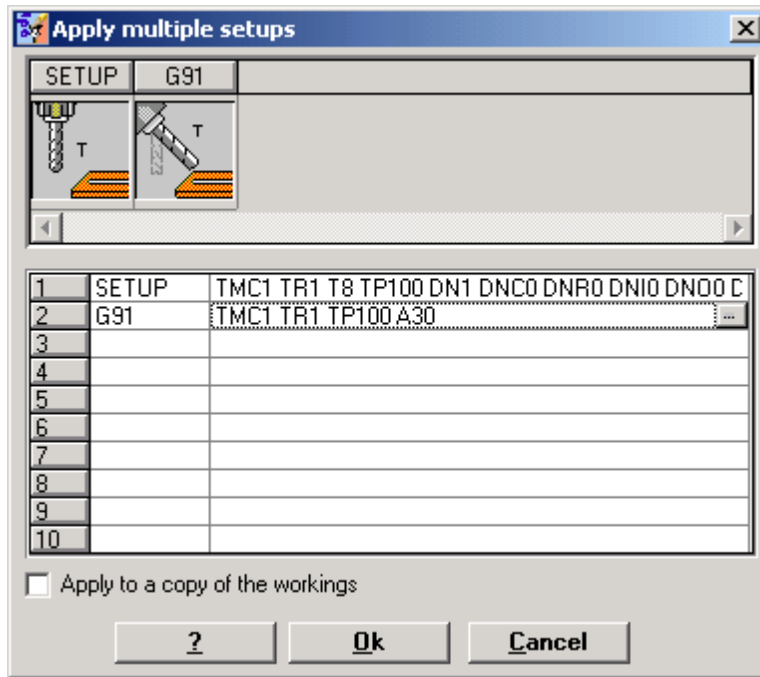 Apply multiple setups
SETUP G91
T T
1 SETUP TMC1 TR1 T8 TP100 DN1 DNC0 DNR0 DNI0 DNO0 D
2 G91 TMC1 TR1 TP100 A30 ...
3
4
5
6
7
8
9
10
Apply to a copy of the workings
? Ok Cancel